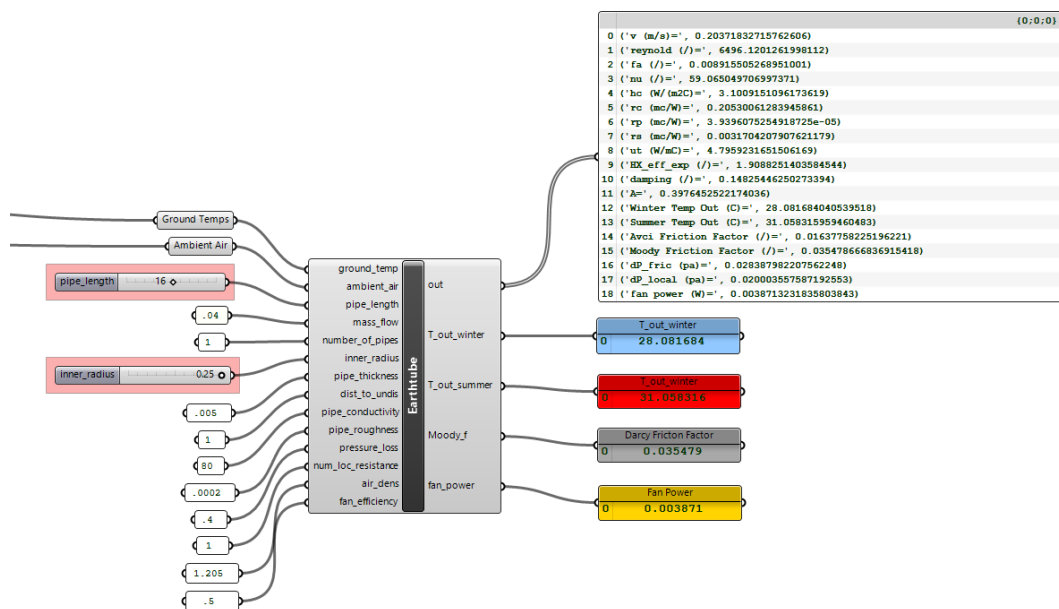 {0;0;0}
0 ('v (m/s)=', 0.20371832715762606)
1 ('reynold (/)=', 6496.1201261998112)
2 ('fa (/)=', 0.008915505268951001)
3 ('nu (/)=', 59.065049706997371)
4 ('hc (W/(m2C)=', 3.1009151096173619)
5 ('rc (mc/W)=', 0.20530061283945861)
6 ('rp (mc/W)=', 3.9396075254918725e-05)
7 ('rs (mc/W)=', 0.0031704207907621179)
8 ('ut (W/mC)=', 4.7959231651506169)
9 ('HX_eff_exp (/)=', 1.9088251403584544)
10 ('damping (/)=', 0.14825446250273394)
11 ('A=', 0.3976452522174036)
12 ('Winter Temp Out (C)=', 28.081684040539518)
13 ('Summer Temp Out (C)=', 31.058315959460483)
14 ('Avci Friction Factor (/)=', 0.01637758225196221)
15 ('Moody Friction Factor (/)=', 0.035478666836915418)
16 ('dP_fric (pa)=', 0.028387982207562248)
17 ('dP_local (pa)=', 0.020003557587192553)
18 ('fan power (W)=', 0.0038713231835803843)
Ground Temps
Ambient Air
pipe_length 16
.04
1
inner_radius 0.25
.005
1
80
.0002
.4
1
1.205
.5
ground_temp
ambient_air
pipe_length
mass_flow
number_of_pipes
inner_radius
pipe_thickness
dist_to_undis
pipe_conductivity
pipe_roughness
pressure_loss
num_loc_resistance
air_dens
fan_efficiency
Earthtube
out
T_out_winter
T_out_summer
Moody_f
fan_power
T_out_winter
0 28.081684
T_out_winter
0 31.058316
Darcy Fricton Factor
0 0.035479
Fan Power
0 0.003871